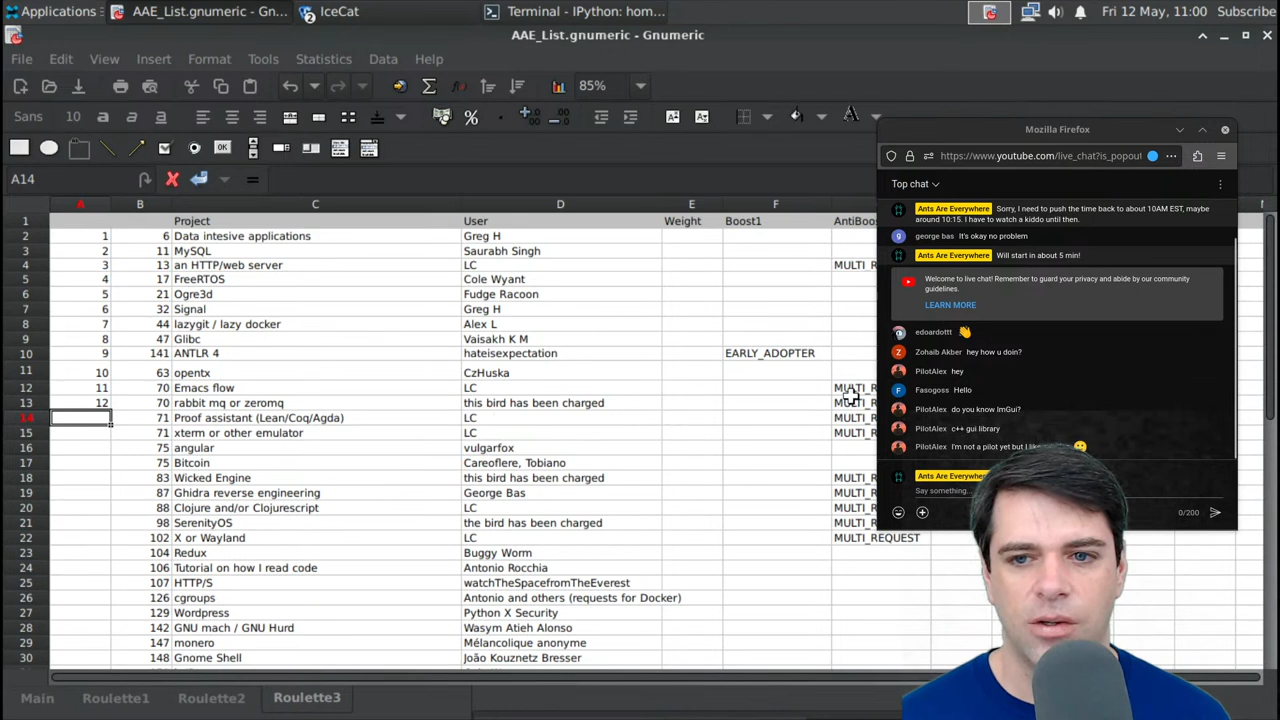 Applications
AAE_List.gnumeric - Gn...
2 IceCat
Terminal - IPython: hom...
Fri 12 May, 11:00 Subscribe
AAE_List.gnumeric - Gnumeric
File Edit View Insert Format Tools Statistics Data Help
85%
Sans 10 a a a
A14 =
A B C D E F
1 Project User Weight Boost1 AntiBoos
2 1 6 Data intesive applications Greg H
3 2 11 MySQL Saurabh Singh
4 3 13 an HTTP/web server LC MULTI_R
5 4 17 FreeRTOS Cole Wyant
6 5 21 Ogre3d Fudge Racoon
7 6 32 Signal Greg H
8 7 44 lazygit / lazy docker Alex L
9 8 47 Glibc Vaisakh K M
10 9 141 ANTLR 4 hateisexpectation EARLY_ADOPTER
11 10 63 opentx CzHuska
12 11 70 Emacs flow LC MULTI_R
13 12 70 rabbit mq or zeromq this bird has been charged
14 71 Proof assistant (Lean/Coq/Agda) LC MULTI_R
15 71 xterm or other emulator LC MULTI_R
16 75 angular vulgarfox
17 75 Bitcoin Careoflere, Tobiano
18 83 Wicked Engine this bird has been charged MULTI_R
19 87 Ghidra reverse engineering George Bas MULTI_R
20 88 Clojure and/or Clojurescript LC MULTI_R
21 98 SerenityOS the bird has been charged MULTI_R
22 102 X or Wayland LC MULTI_REQUEST
23 104 Redux Buggy Worm
24 106 Tutorial on how I read code Antonio Rocchia
25 107 HTTP/S watchTheSpacefromTheEverest
26 126 cgroups Antonio and others (requests for Docker)
27 129 Wordpress Python X Security
28 142 GNU mach / GNU Hurd Wasym Atieh Alonso
29 147 monero Mélancolique anonyme
30 148 Gnome Shell João Kouznetz Bresser
Main Roulette1 Roulette2 Roulette3
Mozilla Firefox
https://www.youtube.com/live_chat?is_popout
Top chat
Ants Are Everywhere Sorry, I need to push the time back to about 10AM EST, maybe
around 10:15. I have to watch a kiddo until then.
george bas It's okay no problem
Ants Are Everywhere Will start in about 5 min!
Welcome to live chat! Remember to guard your privacy and abide by our community
guidelines.
LEARN MORE
edoardottt
Zohaib Akber hey how u doin?
PilotAlex hey
Fasogoss Hello
PilotAlex do you know ImGui?
PilotAlex c++ gui library
PilotAlex I'm not a pilot yet but I
Ants Are Everywhere
Say something...
0/200